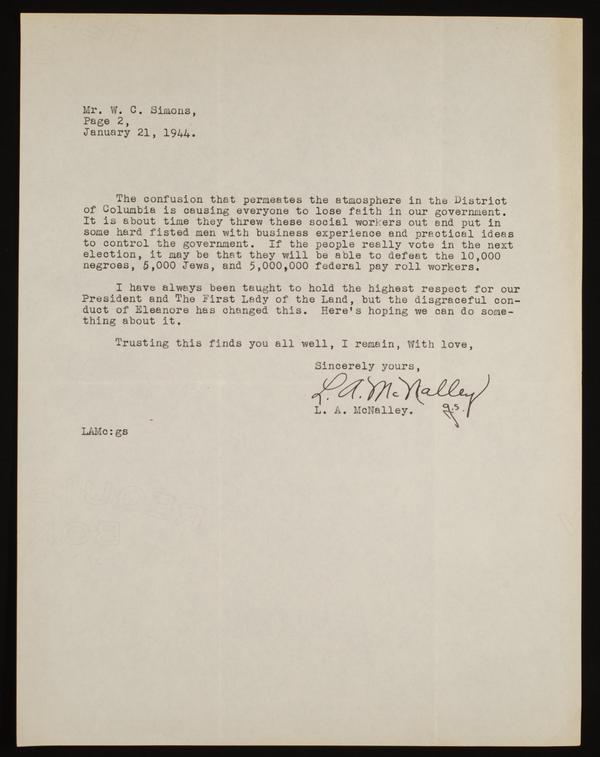 Mr. W. C. Simons,
Page 2,
January 21, 1944.
The confusion that permeates the atmosphere in the District
of Columbia is causing everyone to lose faith in our government.
It is about time they threw these social workers out and put in
some hard fisted men with business experience and practical ideas
to control the government. If the people really vote in the next
election, it may be that they will be able to defeat the 10,000
negroes, 5,000 Jews, and 5,000,000 federal pay roll workers.
I have always been taught to hold the highest respect for our
President and The First Lady of the Land, but the disgraceful con-
duct of Eleanore has changed this. Here's hoping we can do some-
thing about it.
Trusting this finds you all well, I remain, With love,
Sincerely yours,
L. A. McNalley
L. A. McNalley. g.s.
LAMc:gs